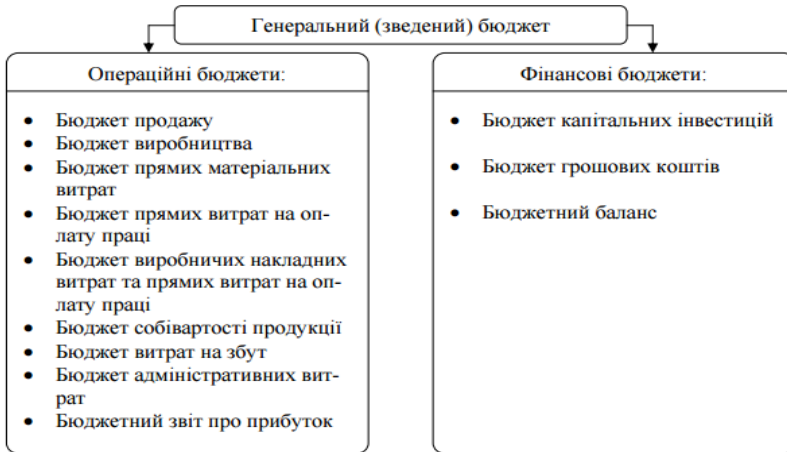 Генеральний (зведений) бюджет
Операційні бюджети:
• Бюджет продажу
• Бюджет виробництва
• Бюджет прямих матеріальних
витрат
• Бюджет прямих витрат на оп-
лату праці
• Бюджет виробничих накладних
витрат та прямих витрат на оп-
лату праці
• Бюджет собівартості продукції
• Бюджет витрат на збут
• Бюджет адміністративних вит-
рат
• Бюджетний звіт про прибуток
Фінансові бюджети:
• Бюджет капітальних інвестицій
• Бюджет грошових коштів
• Бюджетний баланс